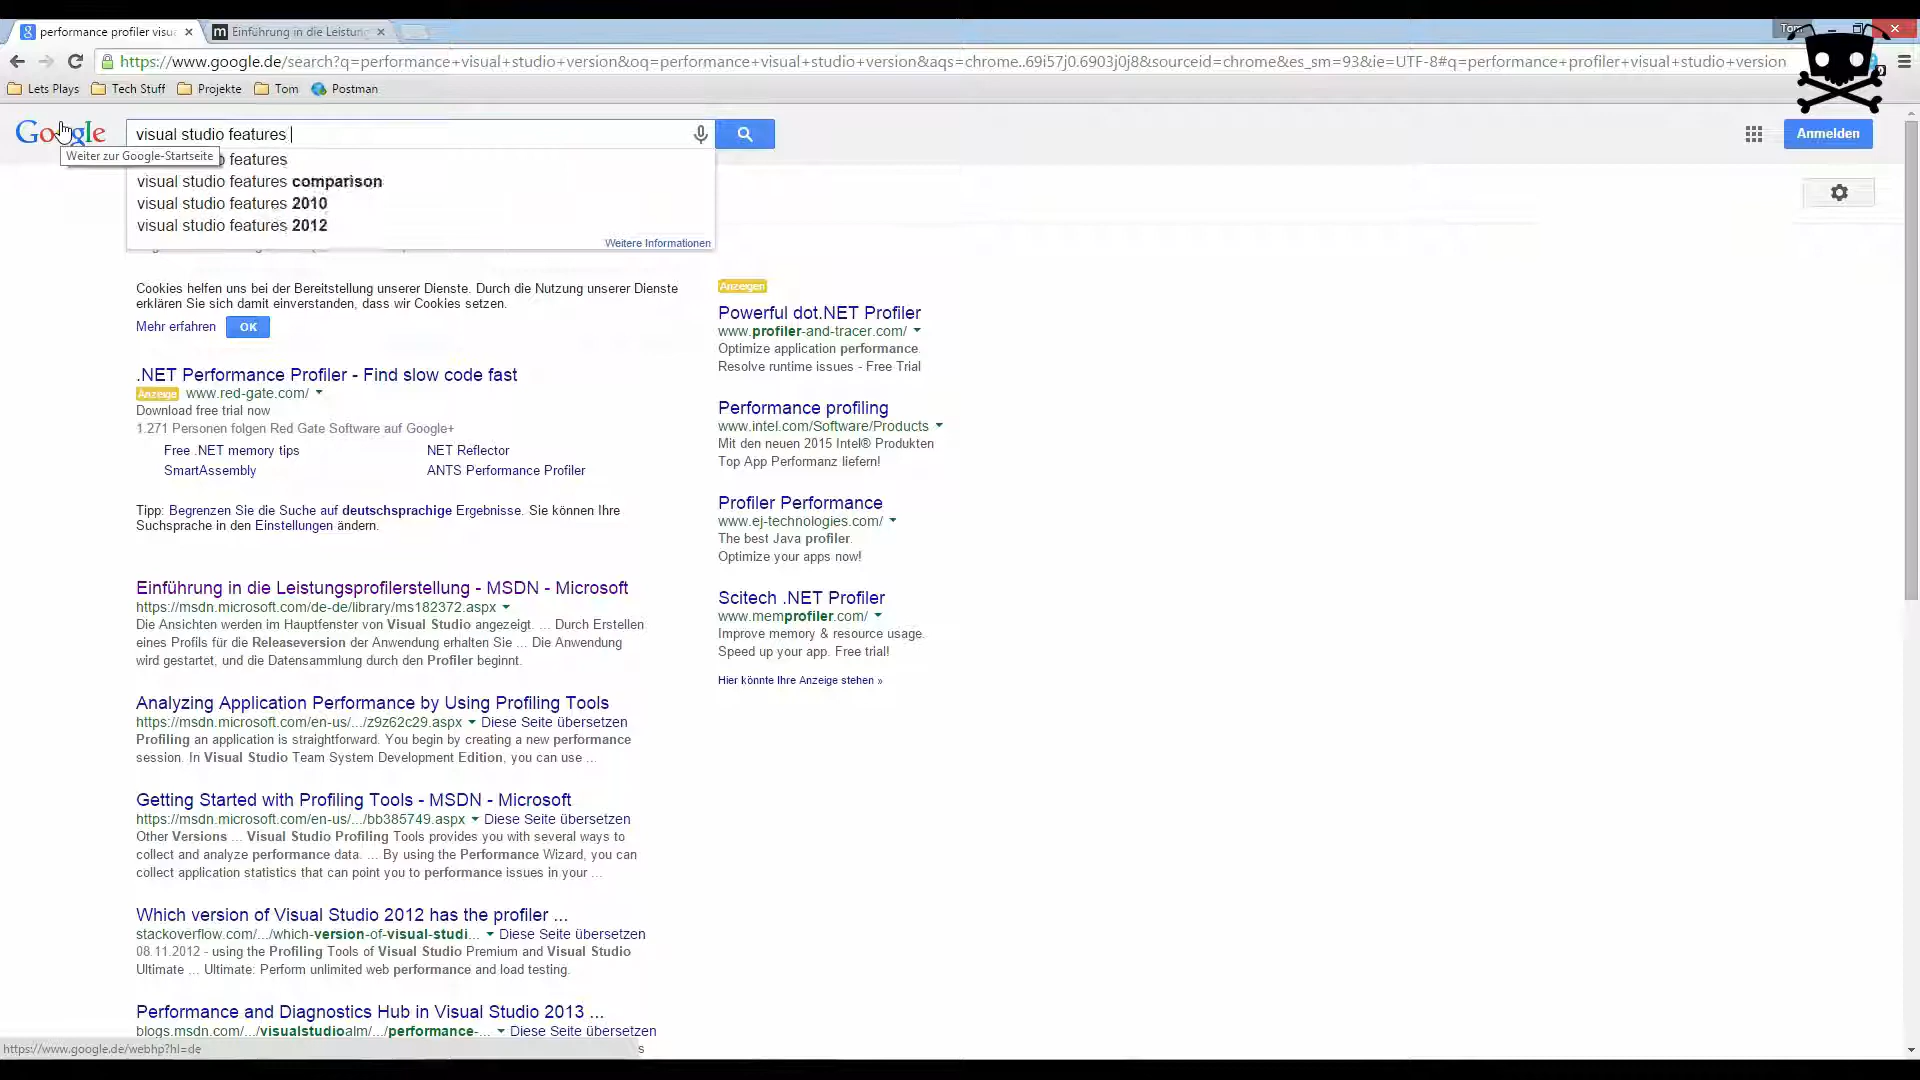 performance profiler visua
Einführung in die Leistung
Tom
https://www.google.de/search?q=performance+visual+studio+version&oq=performance+visual+studio+version&aqs=chrome..69i57j0.6903j0j8&sourceid=chrome&es_sm=93&ie=UTF-8#q=performance+profiler+visual+studio+version
Lets Plays
Tech Stuff
Projekte
Tom
Postman
Google
visual studio features
Anmelden
Weiter zur Google-Startseite
features
visual studio features comparison
visual studio features 2010
visual studio features 2012
Weitere Informationen
Cookies helfen uns bei der Bereitstellung unserer Dienste. Durch die Nutzung unserer Dienste
erklären Sie sich damit einverstanden, dass wir Cookies setzen.
Mehr erfahren
OK
.NET Performance Profiler - Find slow code fast
Anzeige www.red-gate.com/
Download free trial now
1.271 Personen folgen Red Gate Software auf Google+
Free .NET memory tips
NET Reflector
SmartAssembly
ANTS Performance Profiler
Tipp: Begrenzen Sie die Suche auf deutschsprachige Ergebnisse. Sie können Ihre
Suchsprache in den Einstellungen ändern.
Einführung in die Leistungsprofilerstellung - MSDN - Microsoft
https://msdn.microsoft.com/de-de/library/ms182372.aspx
Die Ansichten werden im Hauptfenster von Visual Studio angezeigt. ... Durch Erstellen
eines Profils für die Releaseversion der Anwendung erhalten Sie ... Die Anwendung
wird gestartet, und die Datensammlung durch den Profiler beginnt.
Analyzing Application Performance by Using Profiling Tools
https://msdn.microsoft.com/en-us/.../z9z62c29.aspx Diese Seite übersetzen
Profiling an application is straightforward. You begin by creating a new performance
session. In Visual Studio Team System Development Edition, you can use ...
Getting Started with Profiling Tools - MSDN - Microsoft
https://msdn.microsoft.com/en-us/.../bb385749.aspx Diese Seite übersetzen
Other Versions ... Visual Studio Profiling Tools provides you with several ways to
collect and analyze performance data. ... By using the Performance Wizard, you can
collect application statistics that can point you to performance issues in your ...
Which version of Visual Studio 2012 has the profiler ...
stackoverflow.com/.../which-version-of-visual-studi... Diese Seite übersetzen
08.11.2012 - using the Profiling Tools of Visual Studio Premium and Visual Studio
Ultimate ... Ultimate: Perform unlimited web performance and load testing.
Performance and Diagnostics Hub in Visual Studio 2013 ...
blogs.msdn.com/.../visualstudioalm/.../performance-... Diese Seite übersetzen
Anzeigen
Powerful dot.NET Profiler
www.profiler-and-tracer.com/
Optimize application performance.
Resolve runtime issues - Free Trial
Performance profiling
www.intel.com/Software/Products
Mit den neuen 2015 Intel® Produkten
Top App Performanz liefern!
Profiler Performance
www.ej-technologies.com/
The best Java profiler.
Optimize your apps now!
Scitech .NET Profiler
www.memprofiler.com/
Improve memory & resource usage.
Speed up your app. Free trial!
Hier könnte Ihre Anzeige stehen »
https://www.google.de/webhp?hl=de